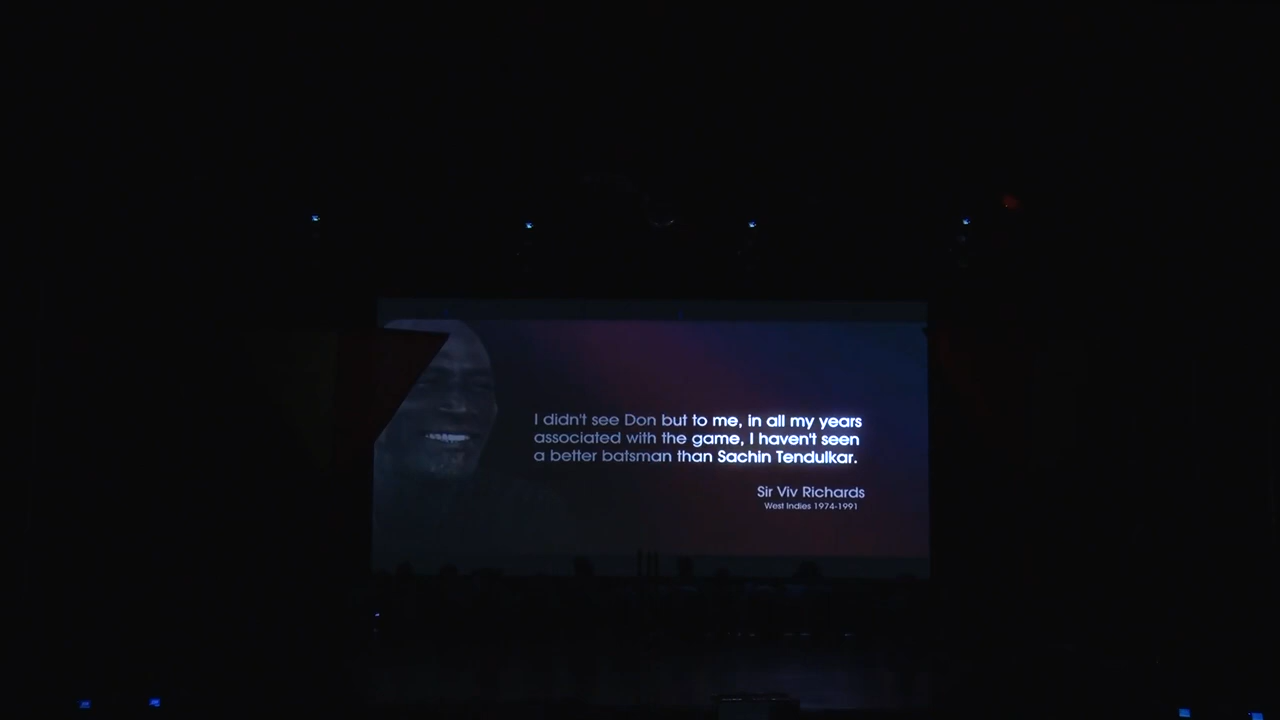 I didn't see Don but to me, in all my years
associated with the game, I haven't seen
a better batsman than Sachin Tendulkar.
Sir Viv Richards
West Indies 1974-1991